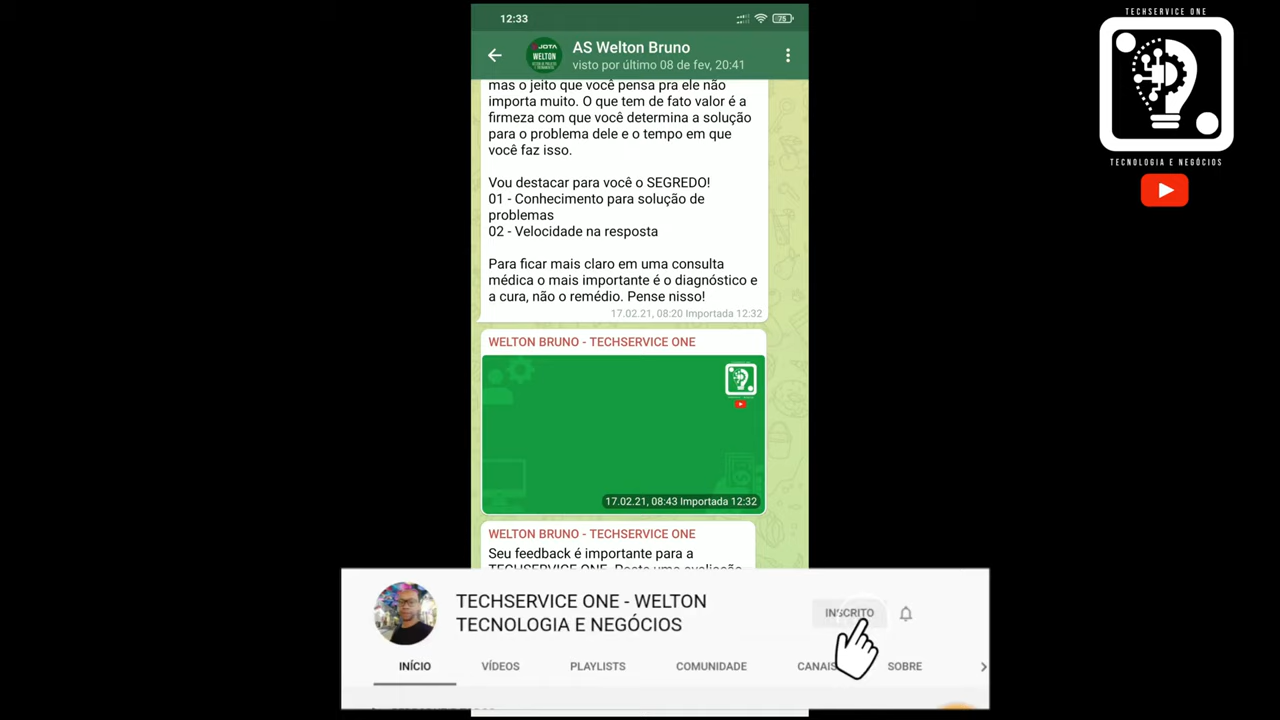 12:33
75
AS Welton Bruno
visto por último 08 de fev, 20:41
mas o jeito que você pensa pra ele não
importa muito. O que tem de fato valor é a
firmeza com que você determina a solução
para o problema dele e o tempo em que
você faz isso.
Vou destacar para você o SEGREDO!
01 - Conhecimento para solução de
problemas
02 - Velocidade na resposta
Para ficar mais claro em uma consulta
médica o mais importante é o diagnóstico e
a cura, não o remédio. Pense nisso!
17.02.21, 08:20 Importada 12:32
WELTON BRUNO - TECHSERVICE ONE
17.02.21, 08:43 Importada 12:32
WELTON BRUNO - TECHSERVICE ONE
Seu feedback é importante para a
TECHSERVICE ONE
TECHSERVICE ONE - WELTON
TECNOLOGIA E NEGÓCIOS
INSCRITO
INÍCIO
VÍDEOS
PLAYLISTS
COMUNIDADE
CANAIS
SOBRE
TECHSERVICE ONE
TECNOLOGIA E NEGÓCIOS
JOTA
WELTON